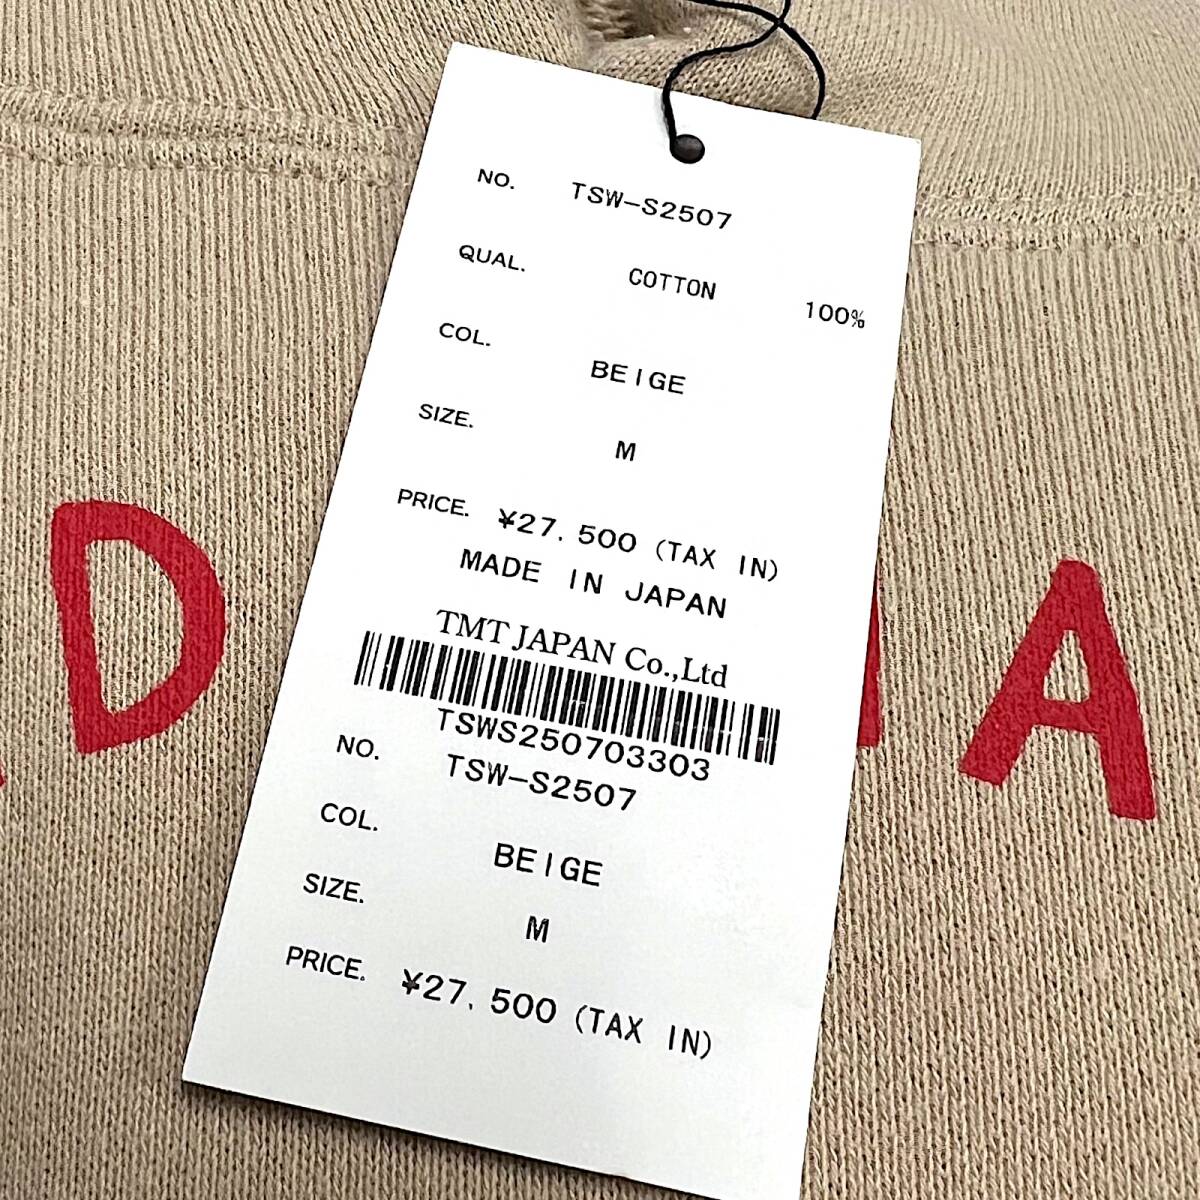 NO. TSW-S2507
QUAL. COTTON 100%
COL. BEIGE
SIZE. M
PRICE. ¥27,500 (TAX IN)
MADE IN JAPAN
TMT JAPAN Co.,Ltd
TSWS250703303
NO. TSW-S2507
COL. BEIGE
SIZE. M
PRICE. ¥27,500 (TAX IN)
D
A